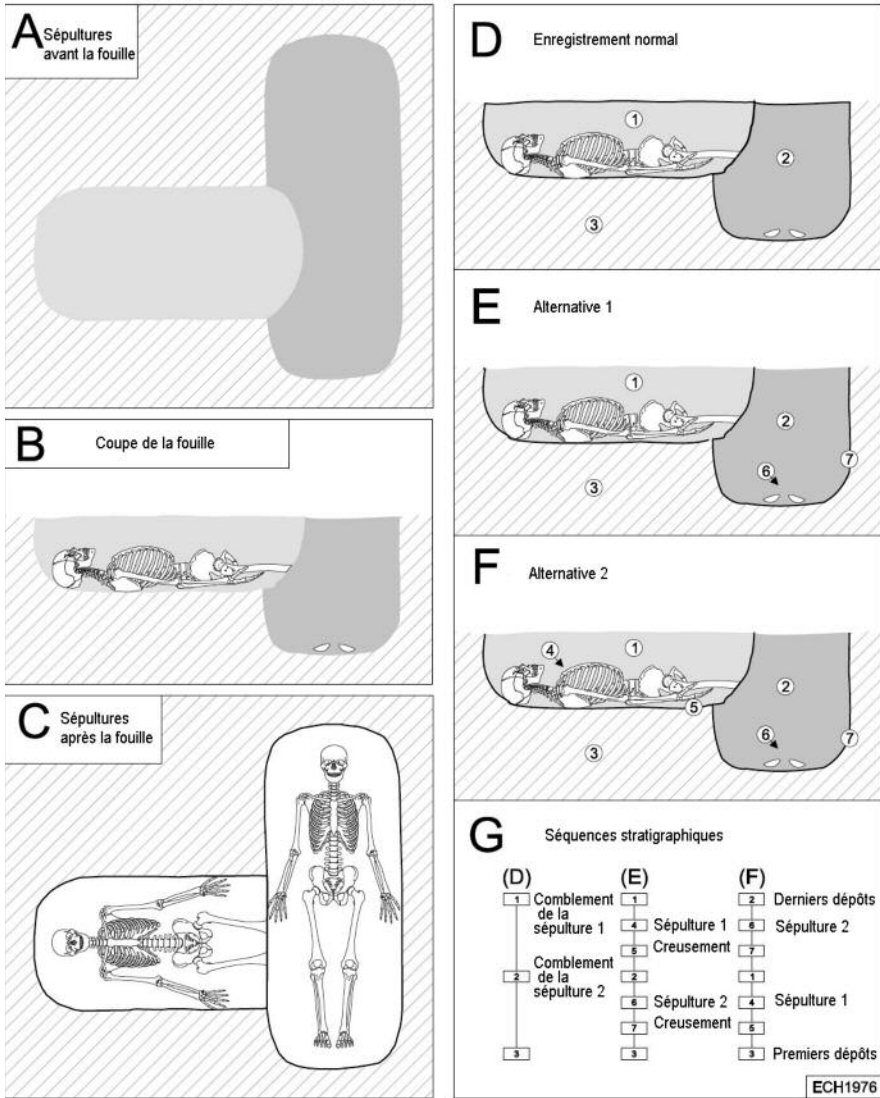 A
Sépultures
avant la fouille
B
Coupe de la fouille
C
Sépultures
après la fouille
D
Enregistrement normal
1
2
3
E
Alternative 1
1
2
3
6
7
F
Alternative 2
4
1
2
5
3
6
7
G
Séquences stratigraphiques
(D)
1
Comblement
de la
sépulture 1
2
Comblement
de la
sépulture 2
3
(E)
1
4 Sépulture 1
5 Creusement
2
6 Sépulture 2
7 Creusement
3
(F)
2 Derniers dépôts
6 Sépulture 2
7
1
4 Sépulture 1
5
3 Premiers dépôts
ECH1976